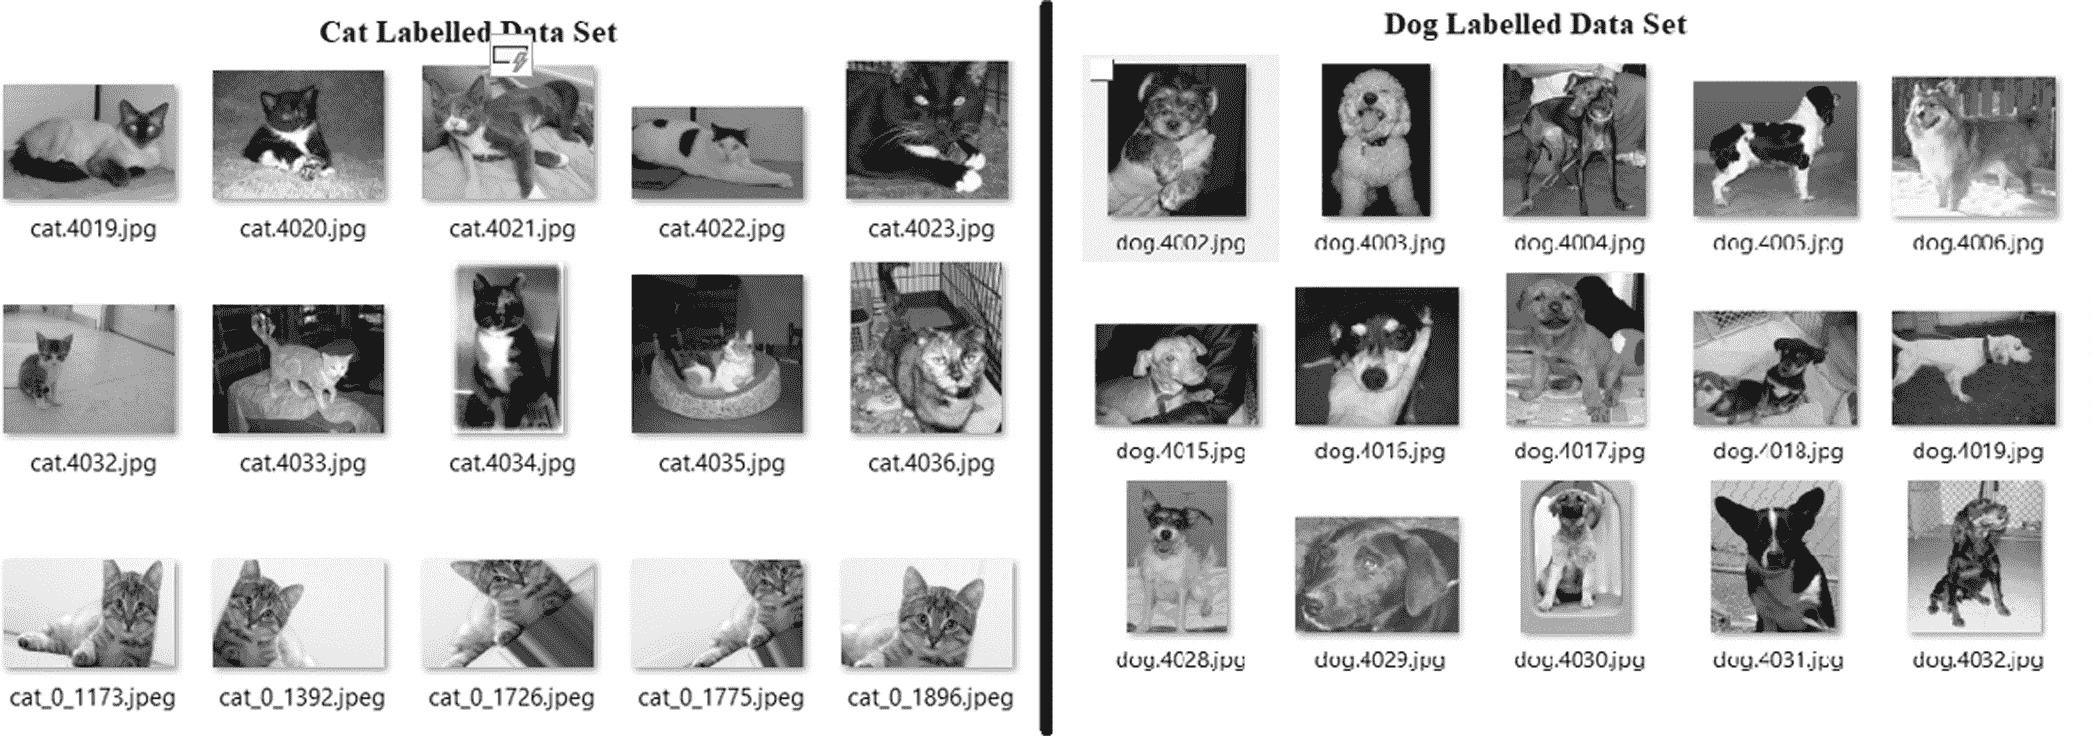 Cat Labelled Data Set
cat.4019.jpg cat.4020.jpg cat.4021.jpg cat.4022.jpg cat.4023.jpg
cat.4032.jpg cat.4033.jpg cat.4034.jpg cat.4035.jpg cat.4036.jpg
cat_0_1173.jpeg cat_0_1392.jpeg cat_0_1726.jpeg cat_0_1775.jpeg cat_0_1896.jpeg
Dog Labelled Data Set
dog.4002.jpg dog.4003.jpg dog.4004.jpg dog.4005.jpg dog.4006.jpg
dog.4015.jpg dog.4016.jpg dog.4017.jpg dog.4018.jpg dog.4019.jpg
dog.4028.jpg dog.4029.jpg dog.4030.jpg dog.4031.jpg dog.4032.jpg